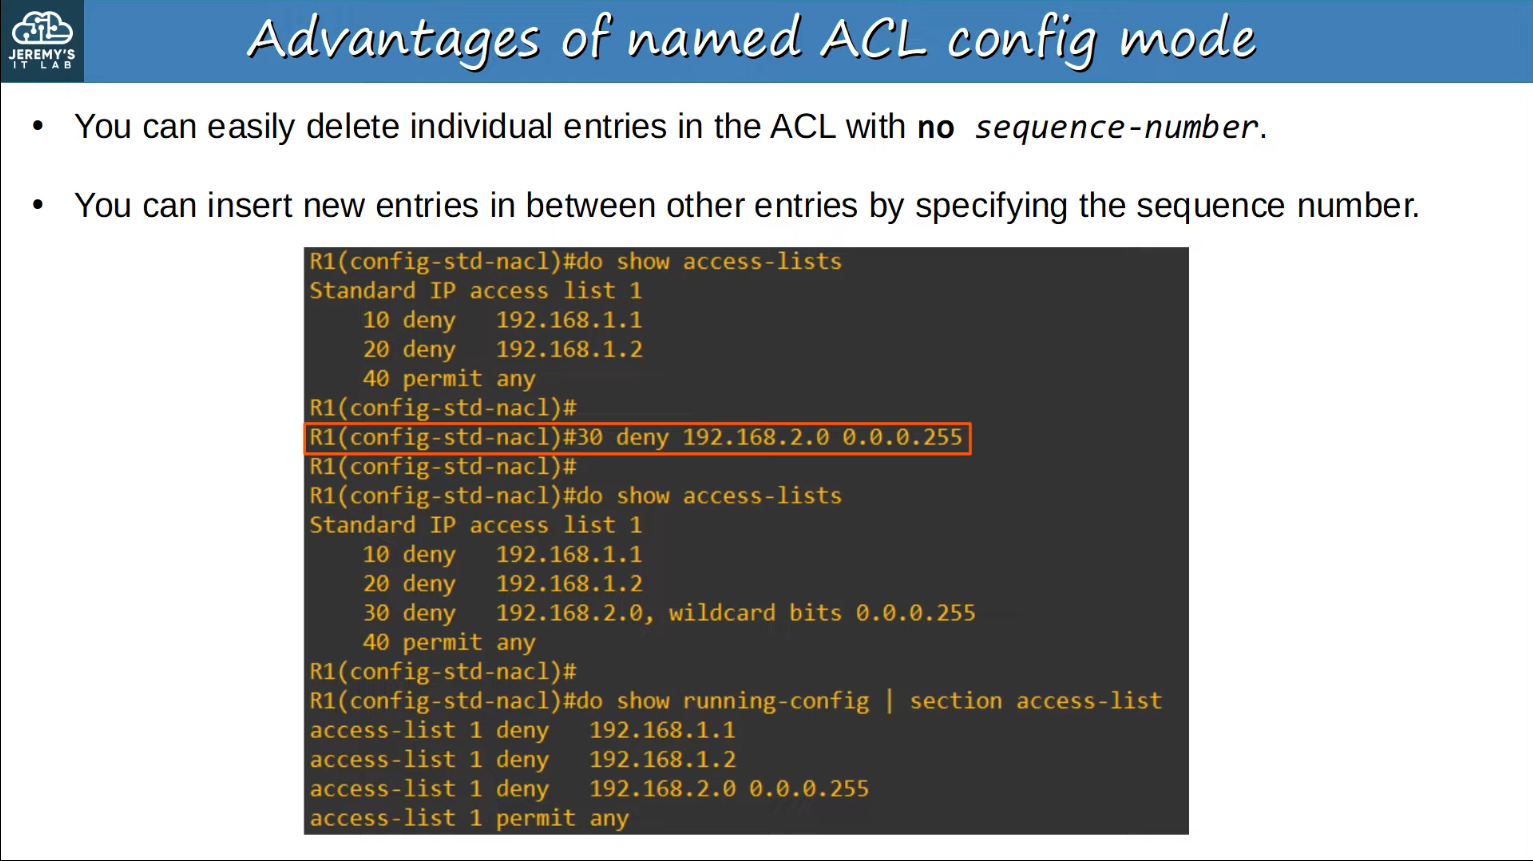 JEREMY'S
IT LAB
Advantages of named ACL config mode
• You can easily delete individual entries in the ACL with no sequence-number.
• You can insert new entries in between other entries by specifying the sequence number.
R1(config-std-nacl)#do show access-lists
Standard IP access list 1
    10 deny   192.168.1.1
    20 deny   192.168.1.2
    40 permit any
R1(config-std-nacl)#
R1(config-std-nacl)#30 deny 192.168.2.0 0.0.0.255
R1(config-std-nacl)#
R1(config-std-nacl)#do show access-lists
Standard IP access list 1
    10 deny   192.168.1.1
    20 deny   192.168.1.2
    30 deny   192.168.2.0, wildcard bits 0.0.0.255
    40 permit any
R1(config-std-nacl)#
R1(config-std-nacl)#do show running-config | section access-list
access-list 1 deny   192.168.1.1
access-list 1 deny   192.168.1.2
access-list 1 deny   192.168.2.0 0.0.0.255
access-list 1 permit any